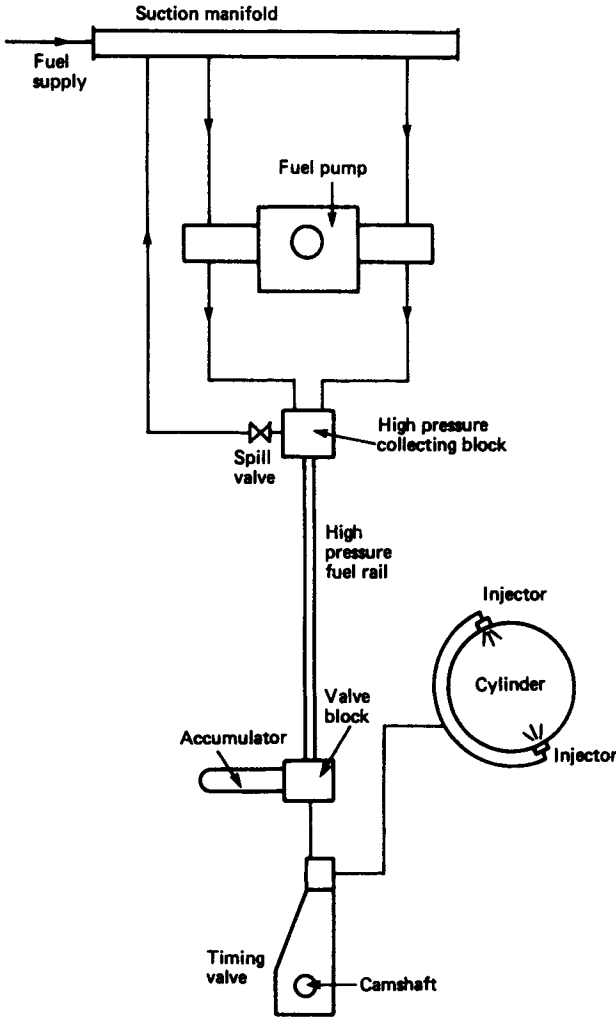 Suction manifold
Fuel
supply
Fuel pump
High pressure
collecting block
Spill
valve
High
pressure
fuel rail
Injector
Cylinder
Valve
block
Accumulator
Injector
Timing
valve
Camshaft